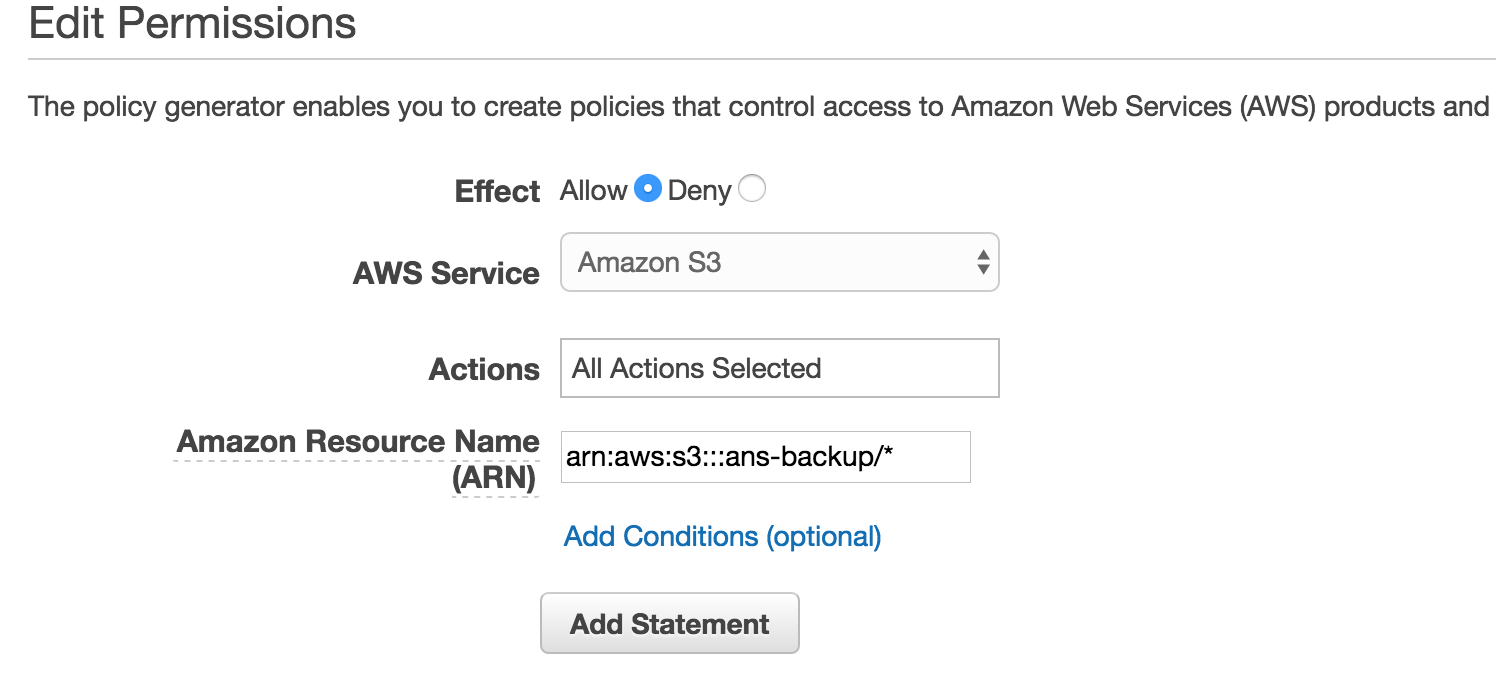 Edit Permissions
The policy generator enables you to create policies that control access to Amazon Web Services (AWS) products and
Effect Allow Deny
AWS Service Amazon S3
Actions All Actions Selected
Amazon Resource Name
(ARN)
arn:aws:s3:::ans-backup/*
Add Conditions (optional)
Add Statement